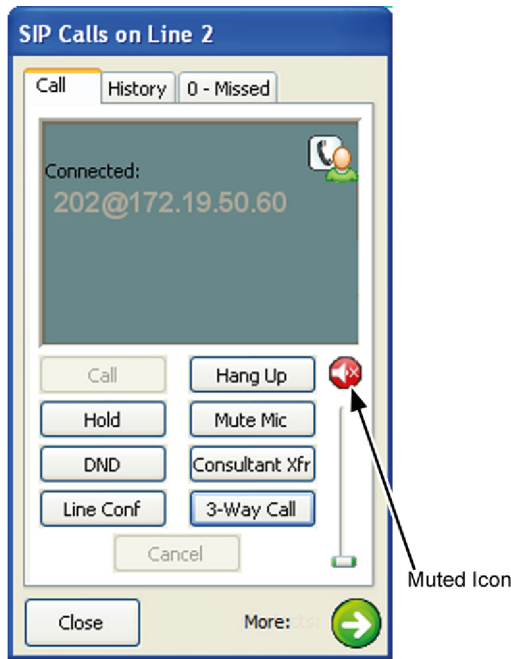 SIP Calls on Line 2
Call History 0 - Missed
Connected:
202@172.19.50.60
Call Hang Up
Hold Mute Mic
DND Consultant Xfr
Line Conf 3-Way Call
Cancel
Muted Icon
Close More: